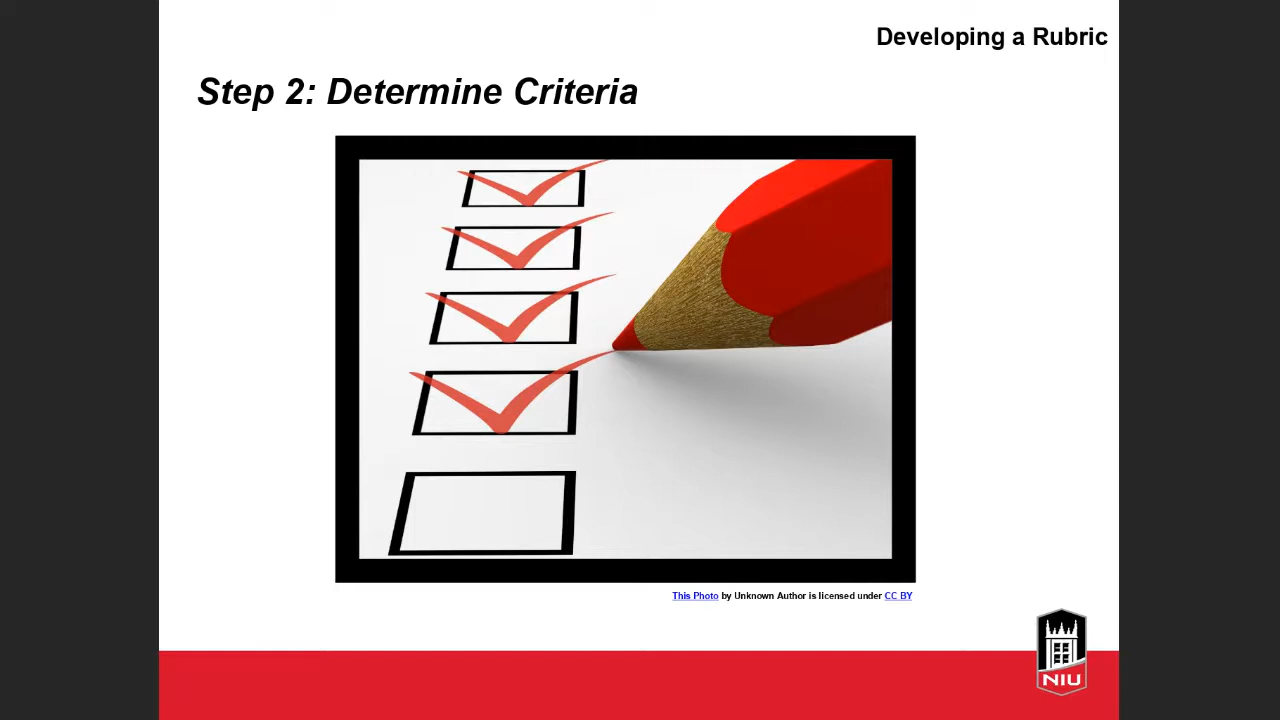 Developing a Rubric
Step 2: Determine Criteria
This Photo by Unknown Author is licensed under CC BY
NIU